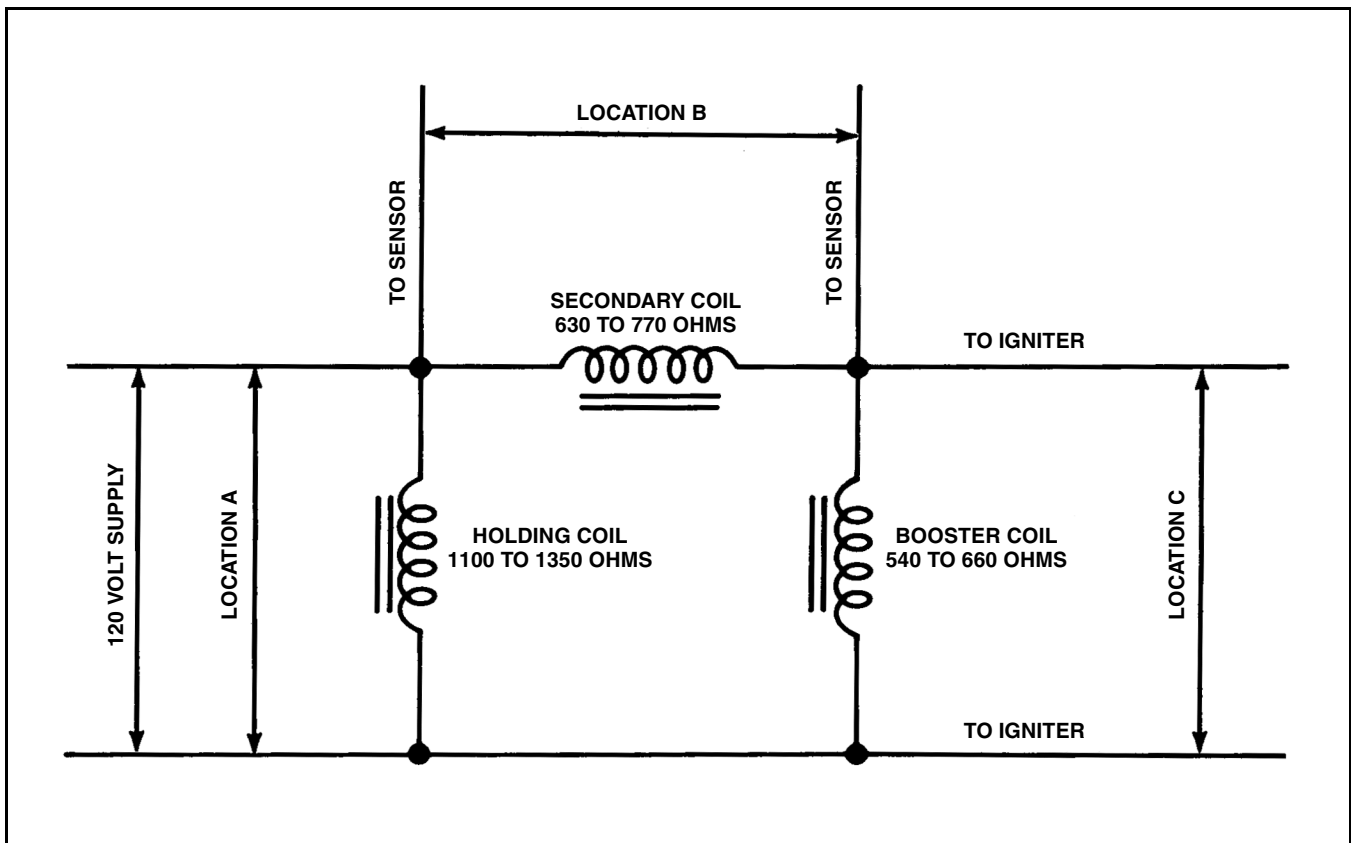 LOCATION B
TO SENSOR
TO SENSOR
SECONDARY COIL
630 TO 770 OHMS
TO IGNITER
120 VOLT SUPPLY
LOCATION A
HOLDING COIL
1100 TO 1350 OHMS
BOOSTER COIL
540 TO 660 OHMS
LOCATION C
TO IGNITER